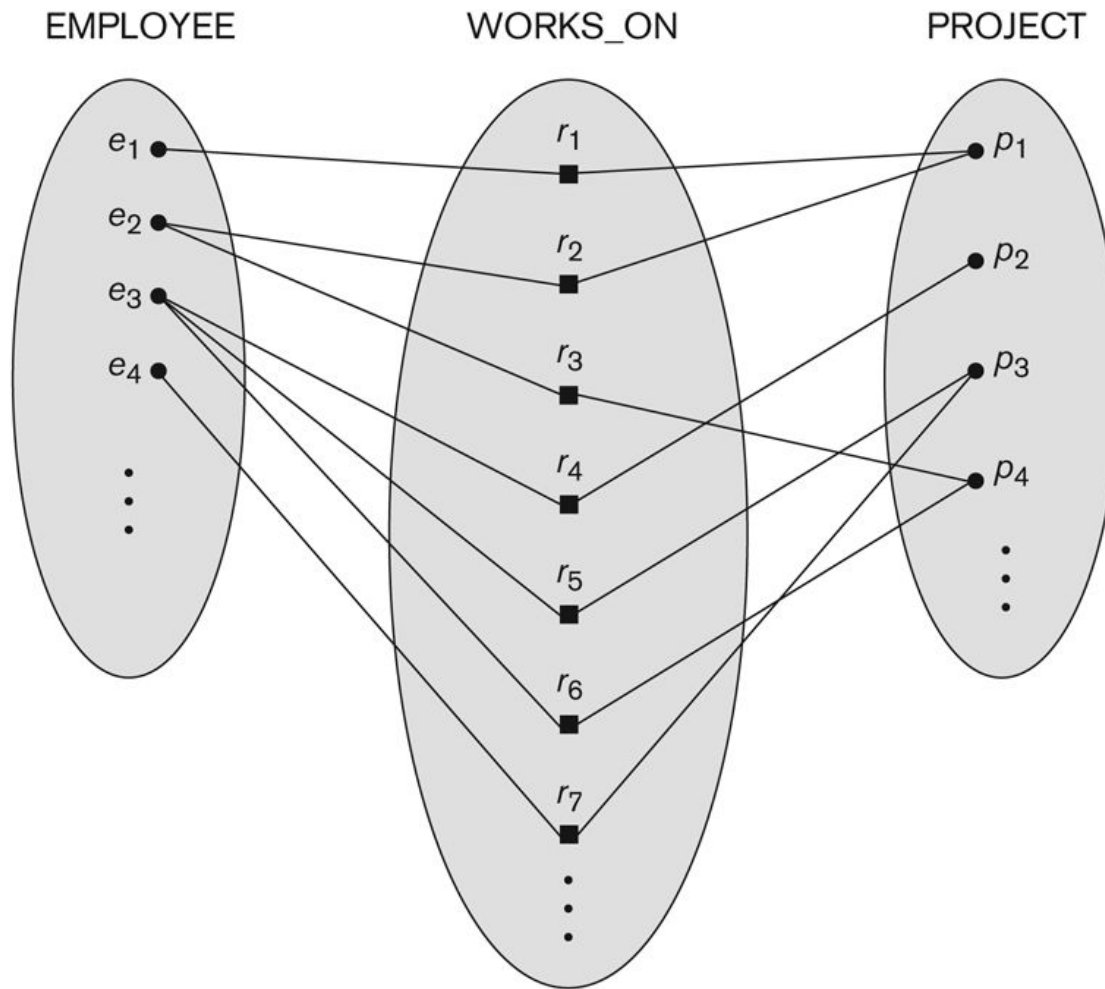 EMPLOYEE WORKS_ON PROJECT
e1 r1 p1
e2 r2 p2
e3 r3 p3
e4 r4 p4
r5
r6
r7